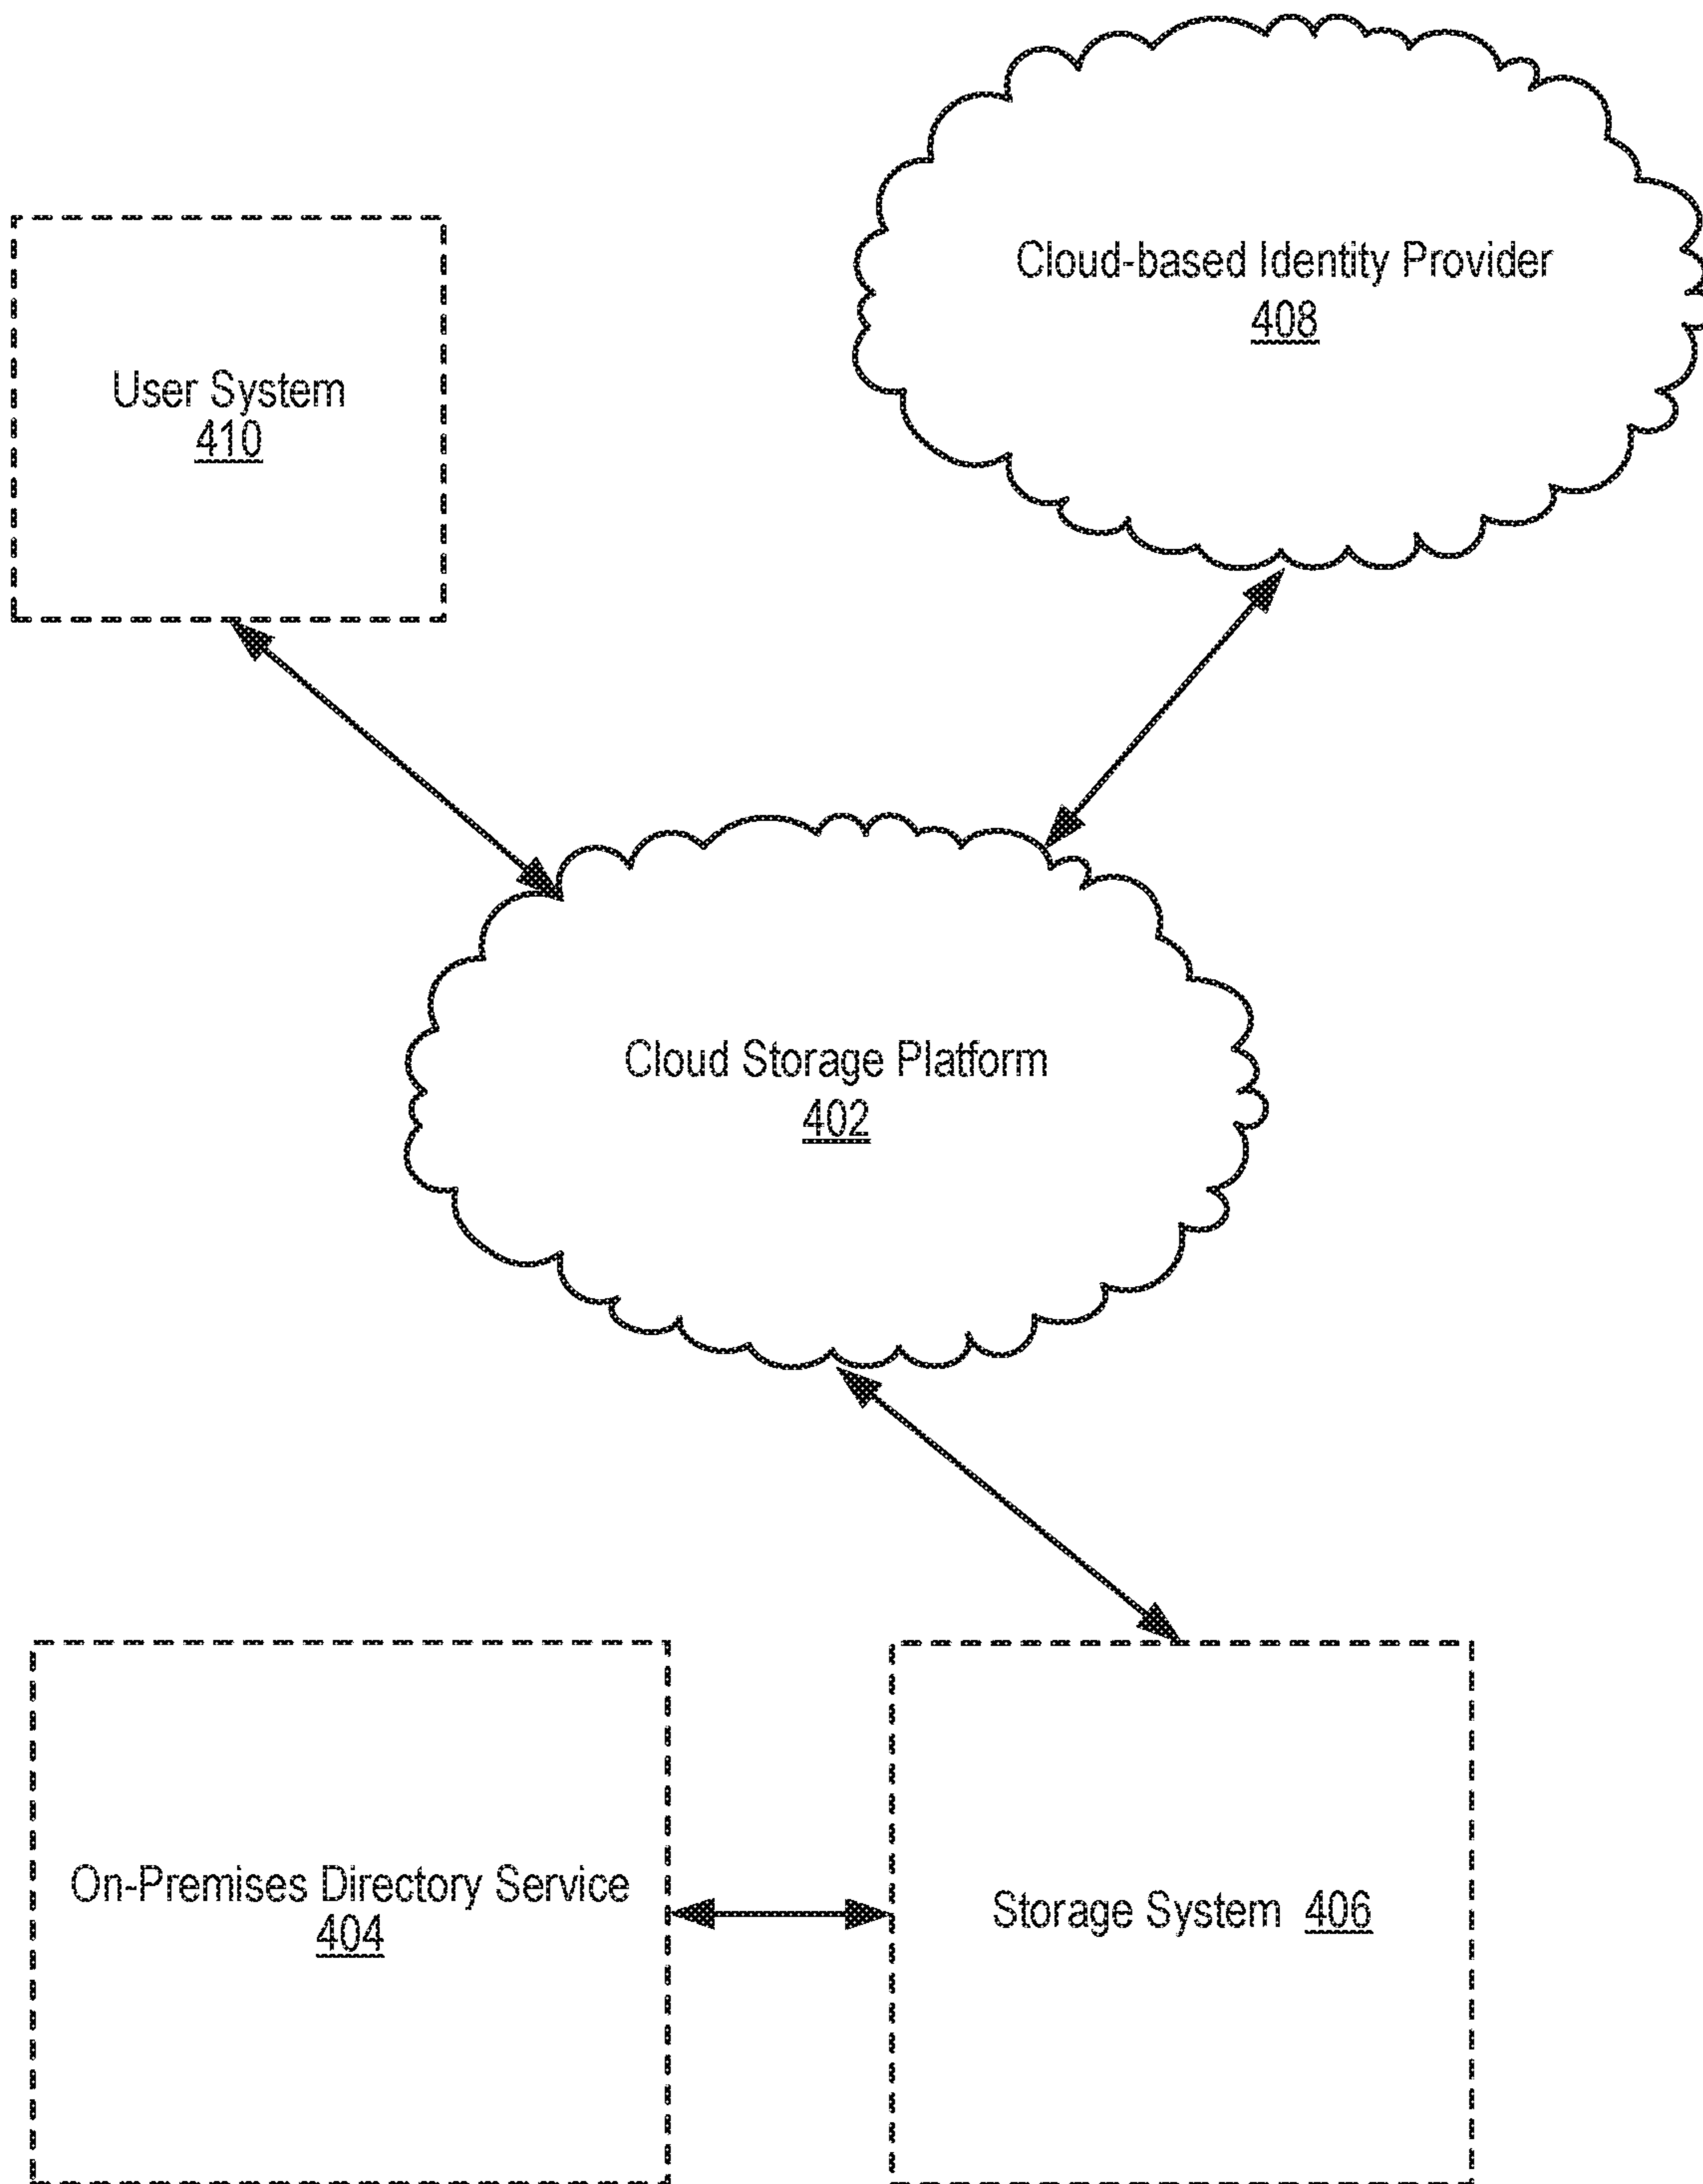 Cloud-based Identity Provider
408
User System
410
Cloud Storage Platform
402
On-Premises Directory Service
404
Storage System 406